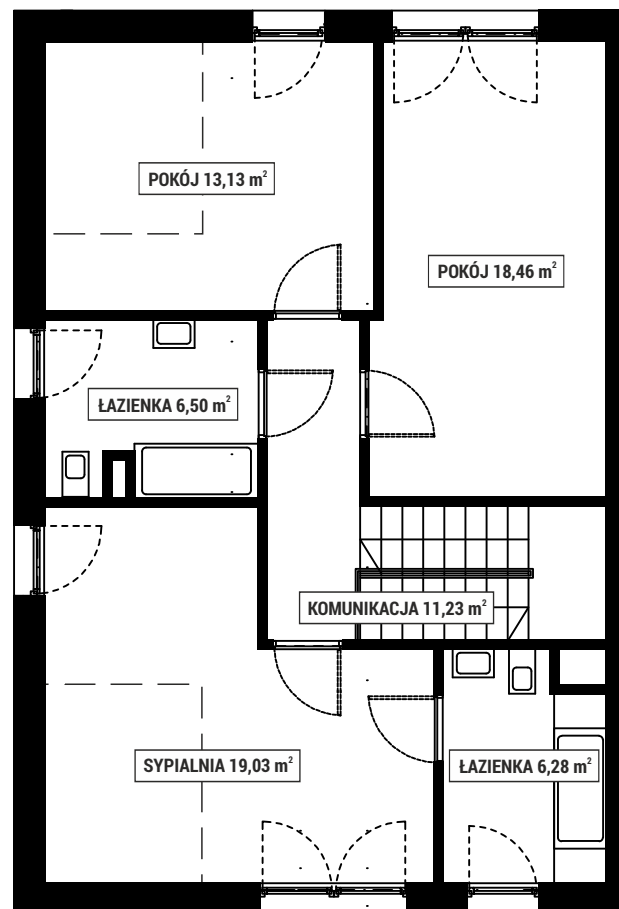 POKÓJ 13,13 m²
POKÓJ 18,46 m²
ŁAZIENKA 6,50 m²
KOMUNIKACJA 11,23 m²
SYPIALNIA 19,03 m²
ŁAZIENKA 6,28 m²